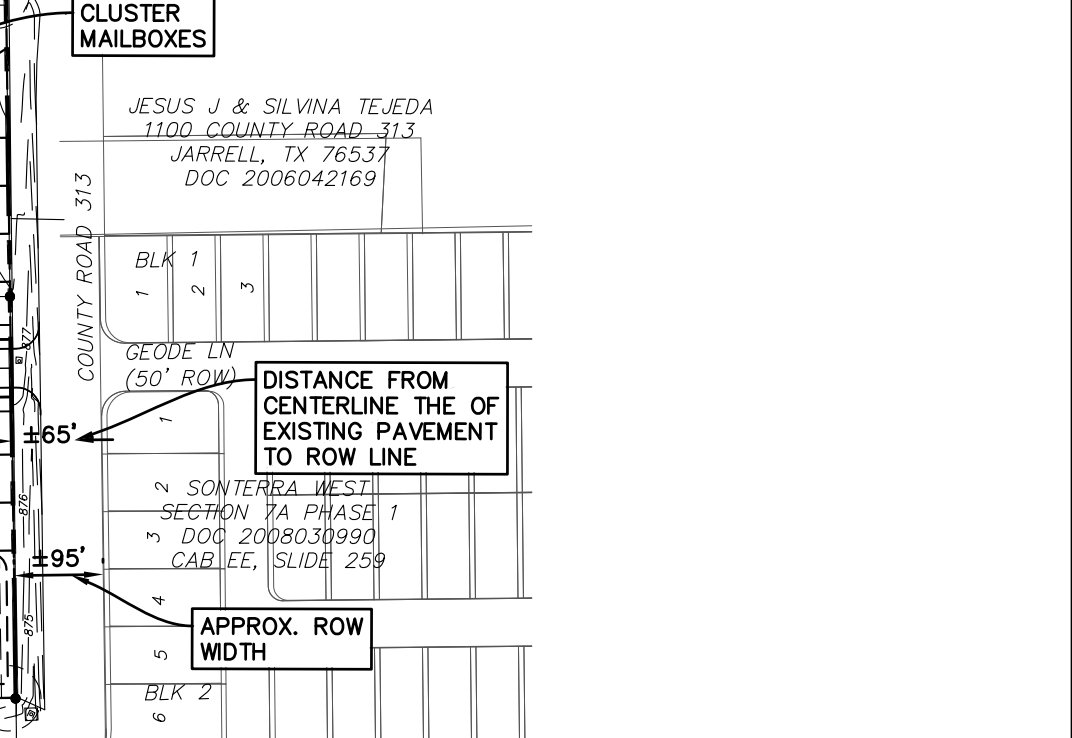 CLUSTER
MAILBOXES
JESUS J & SILVINA TEJEDA
1100 COUNTY ROAD 313
JARRELL, TX 76537
DOC 2006042169
COUNTY ROAD 313
BLK 1
1
2
3
877
GEODE LN
(50' ROW)
DISTANCE FROM
CENTERLINE THE OF
EXISTING PAVEMENT
TO ROW LINE
±65'
1
2
3
4
5
6
876
SONTERRA WEST
SECTION 7A PHASE 1
DOC 2008030990
CAB EE, SLIDE 259
±95'
APPROX. ROW
WIDTH
875
BLK 2